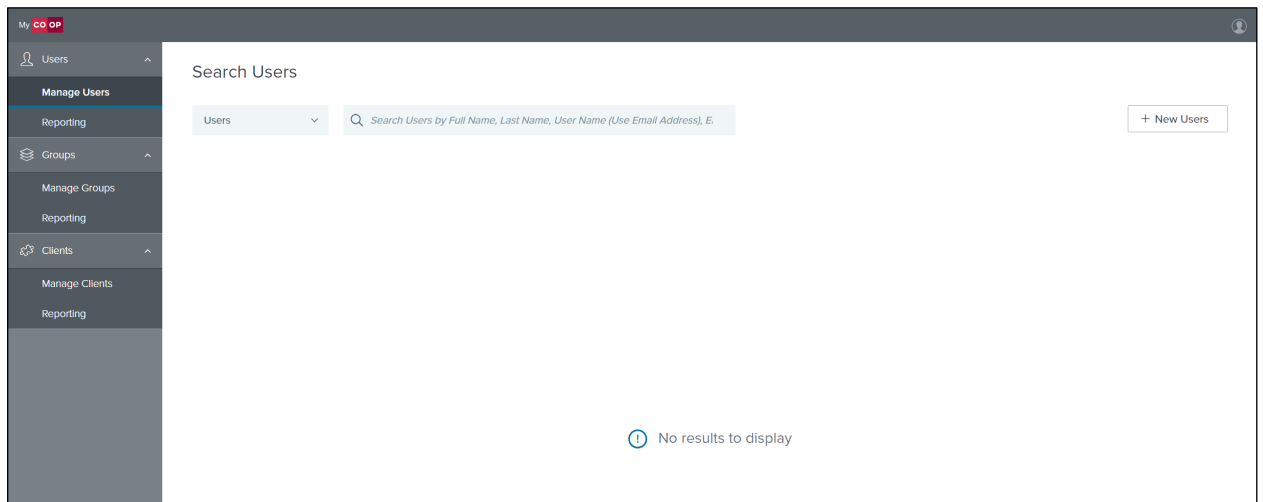 My CO OP
Users
Manage Users
Reporting
Groups
Manage Groups
Reporting
Clients
Manage Clients
Reporting
Search Users
Users
Search Users by Full Name, Last Name, User Name (Use Email Address), E.
+ New Users
No results to display